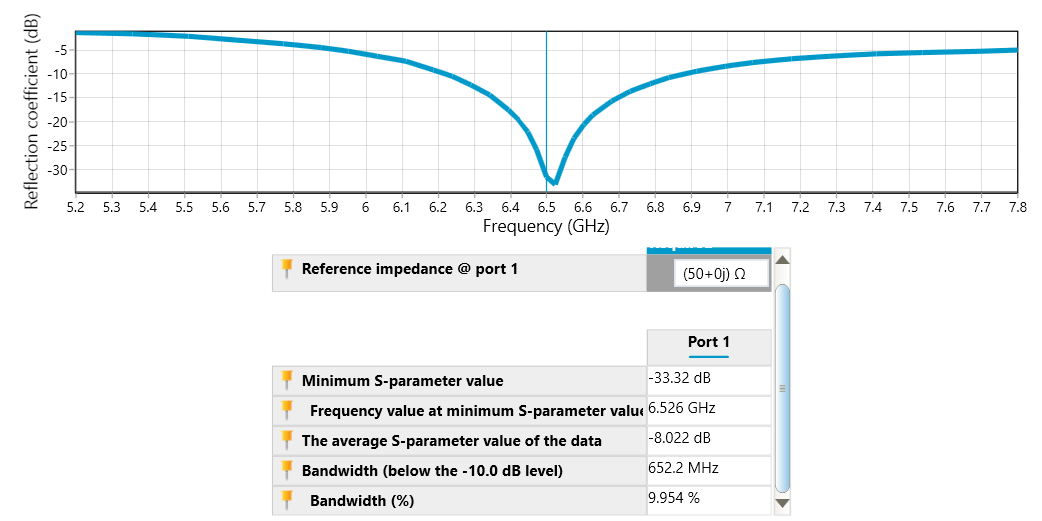 Reflection coefficient (dB)
-5
-10
-15
-20
-25
-30
5.2 5.3 5.4 5.5 5.6 5.7 5.8 5.9 6 6.1 6.2 6.3 6.4 6.5 6.6 6.7 6.8 6.9 7 7.1 7.2 7.3 7.4 7.5 7.6 7.7 7.8
Frequency (GHz)
Reference impedance @ port 1 (50+0j) Ω
Port 1
Minimum S-parameter value -33.32 dB
Frequency value at minimum S-parameter value 6.526 GHz
The average S-parameter value of the data -8.022 dB
Bandwidth (below the -10.0 dB level) 652.2 MHz
Bandwidth (%) 9.954 %